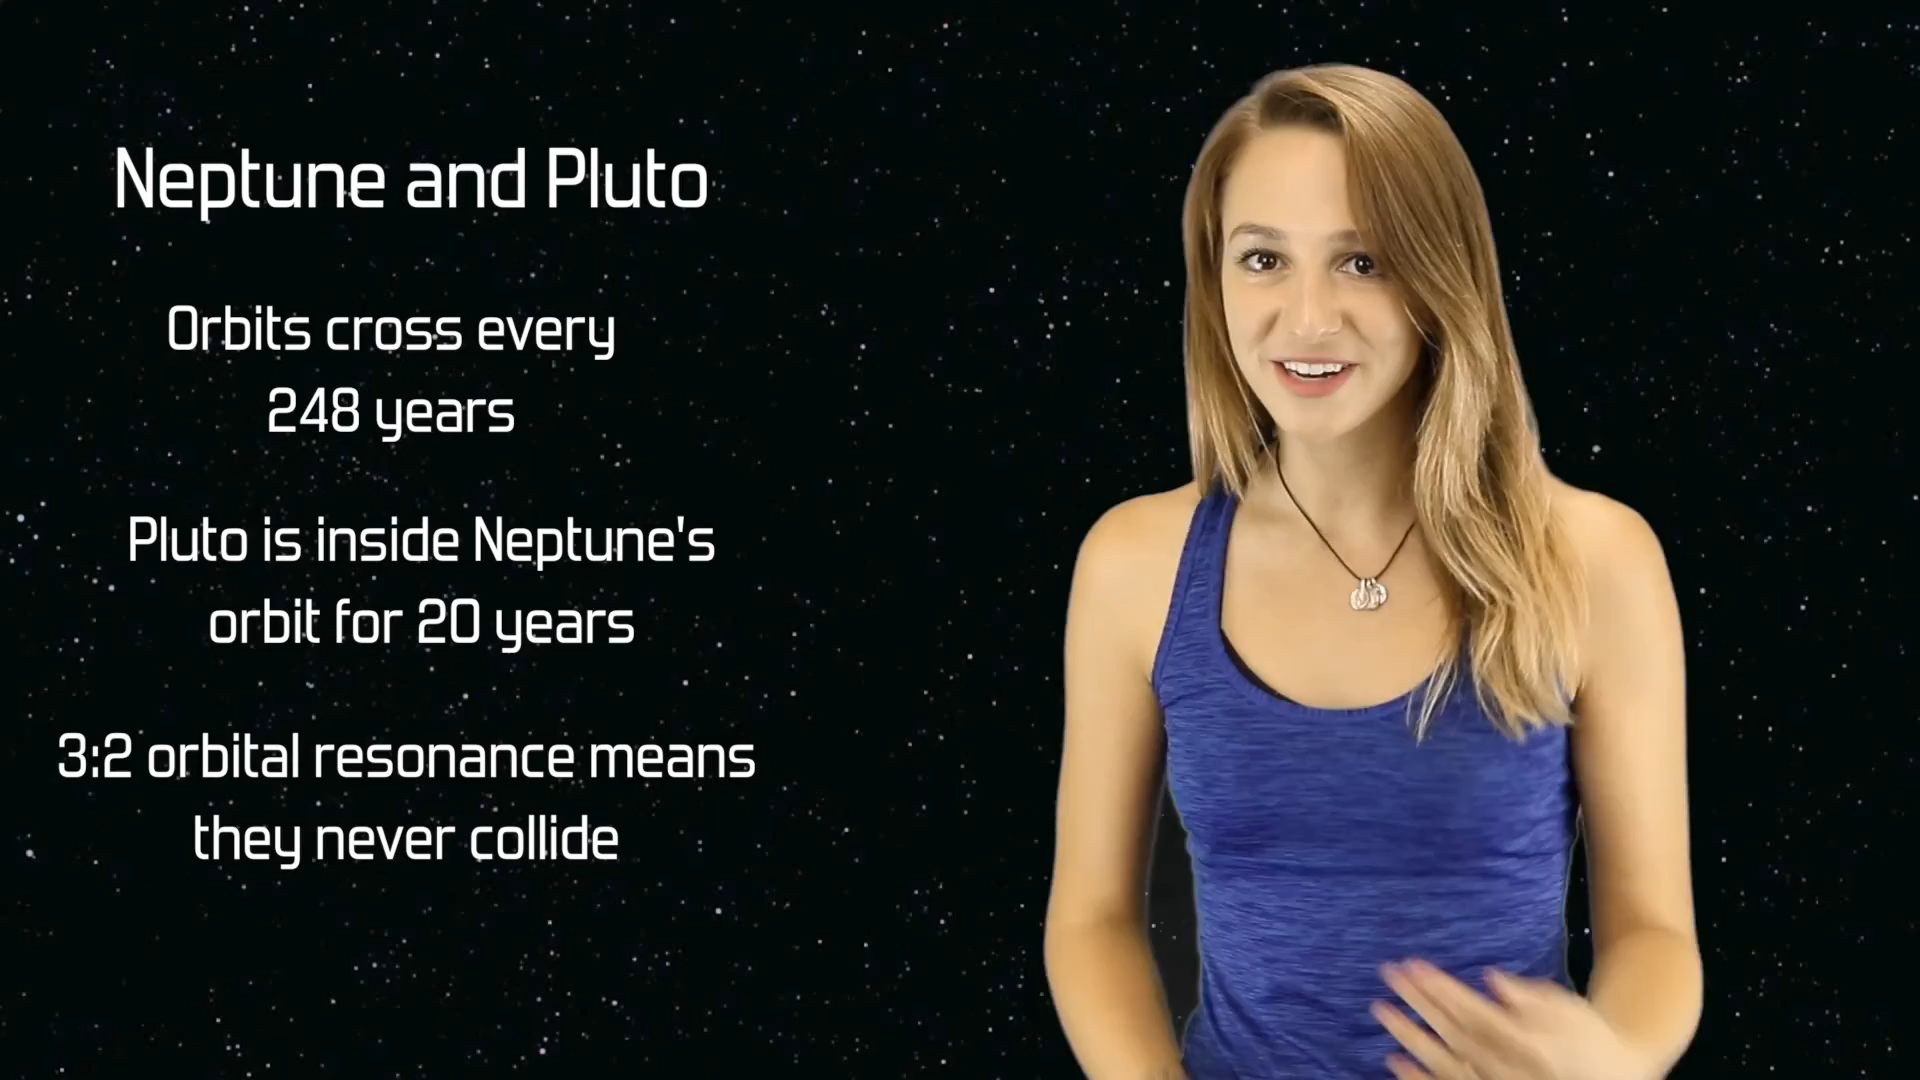 Neptune and Pluto
Orbits cross every
248 years
Pluto is inside Neptune's
orbit for 20 years
3:2 orbital resonance means
they never collide